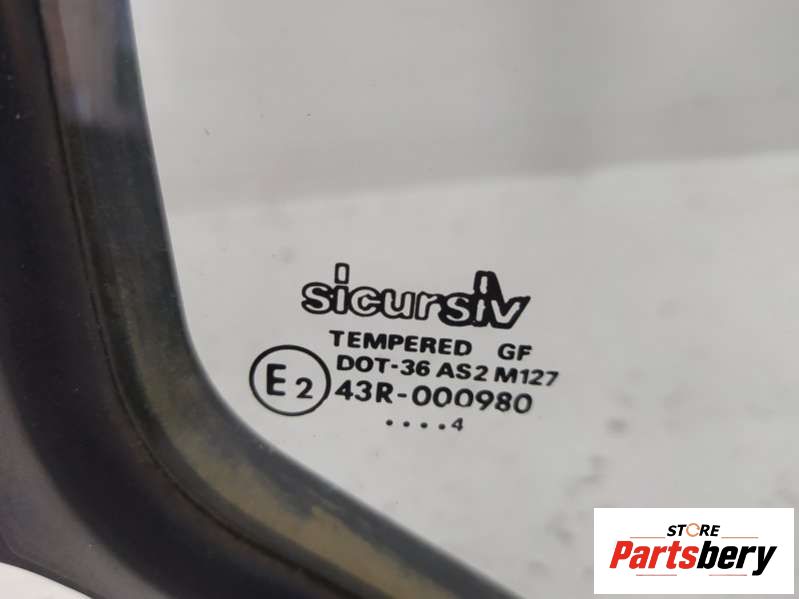 sicursiv
TEMPERED GF
DOT-36 AS2 M127
E2 43R-000980
....4
STORE
Partsbery